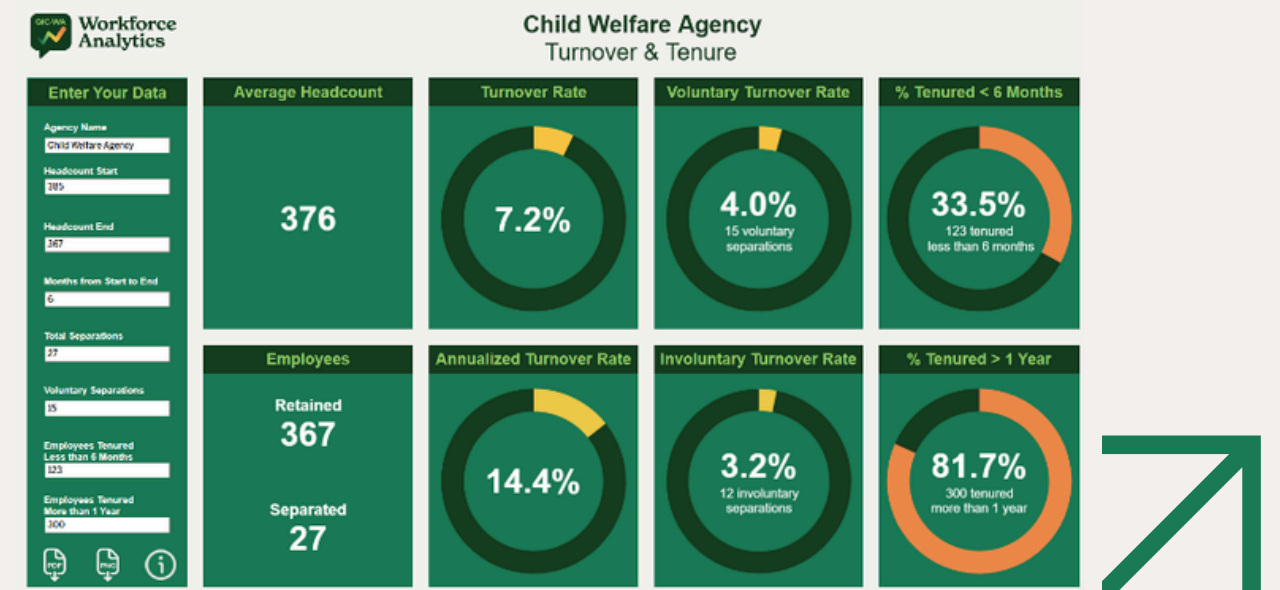 QIC-WA
Workforce
Analytics
Child Welfare Agency
Turnover & Tenure
Enter Your Data
Agency Name
Child Welfare Agency
Headcount Start
385
Headcount End
367
Months from Start to End
6
Total Separations
27
Voluntary Separations
15
Employees Tenured
Less than 6 Months
123
Employees Tenured
More than 1 Year
300
PDF
PNG
Average Headcount
376
Turnover Rate
7.2%
Voluntary Turnover Rate
4.0%
15 voluntary
separations
% Tenured < 6 Months
33.5%
123 tenured
less than 6 months
Employees
Retained
367
Separated
27
Annualized Turnover Rate
14.4%
Involuntary Turnover Rate
3.2%
12 involuntary
separations
% Tenured > 1 Year
81.7%
300 tenured
more than 1 year